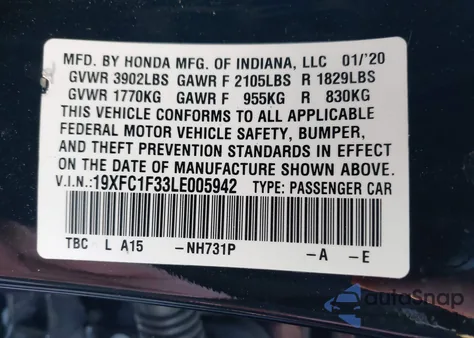 MFD. BY HONDA MFG. OF INDIANA, LLC 01/'20
GVWR 3902LBS GAWR F 2105LBS R 1829LBS
GVWR 1770KG GAWR F 955KG R 830KG
THIS VEHICLE CONFORMS TO ALL APPLICABLE
FEDERAL MOTOR VEHICLE SAFETY, BUMPER,
AND THEFT PREVENTION STANDARDS IN EFFECT
ON THE DATE OF MANUFACTURE SHOWN ABOVE.
V.I.N.:19XFC1F33LE005942 TYPE: PASSENGER CAR
TBC L A15 -NH731P -A -E
autoSnap